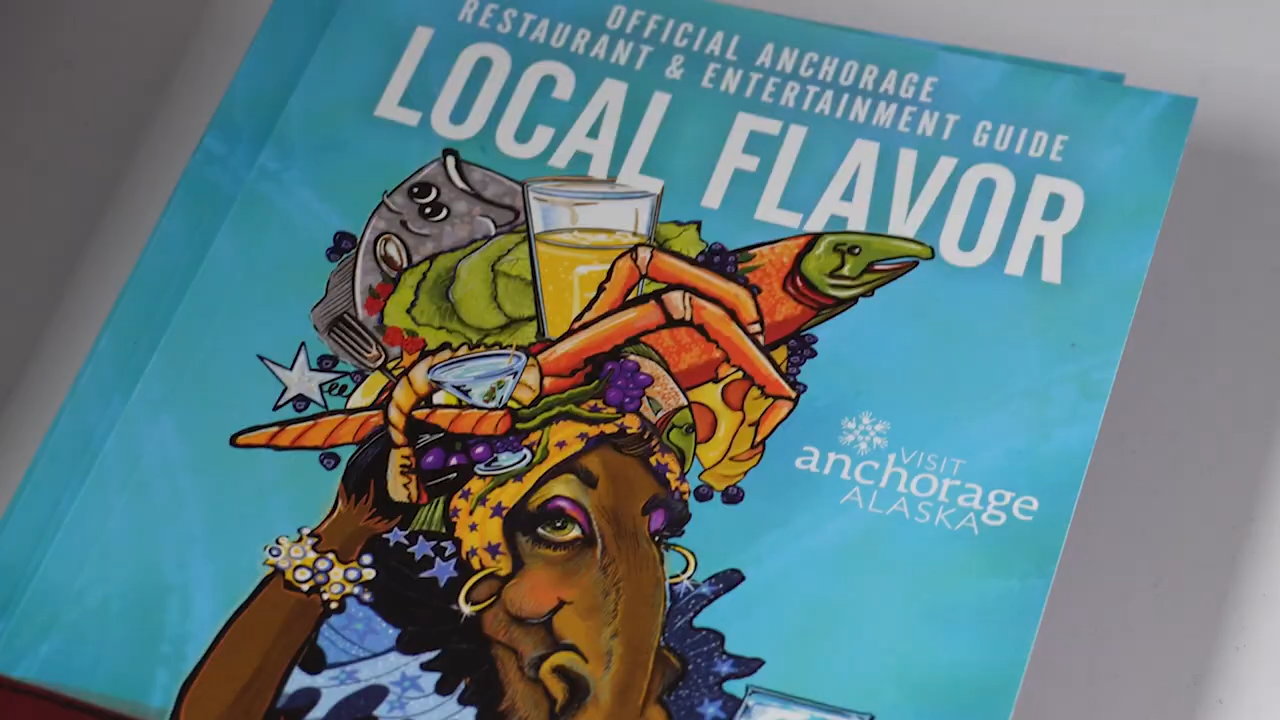 OFFICIAL ANCHORAGE
RESTAURANT & ENTERTAINMENT GUIDE
LOCAL FLAVOR
VISIT
anchorage
ALASKA